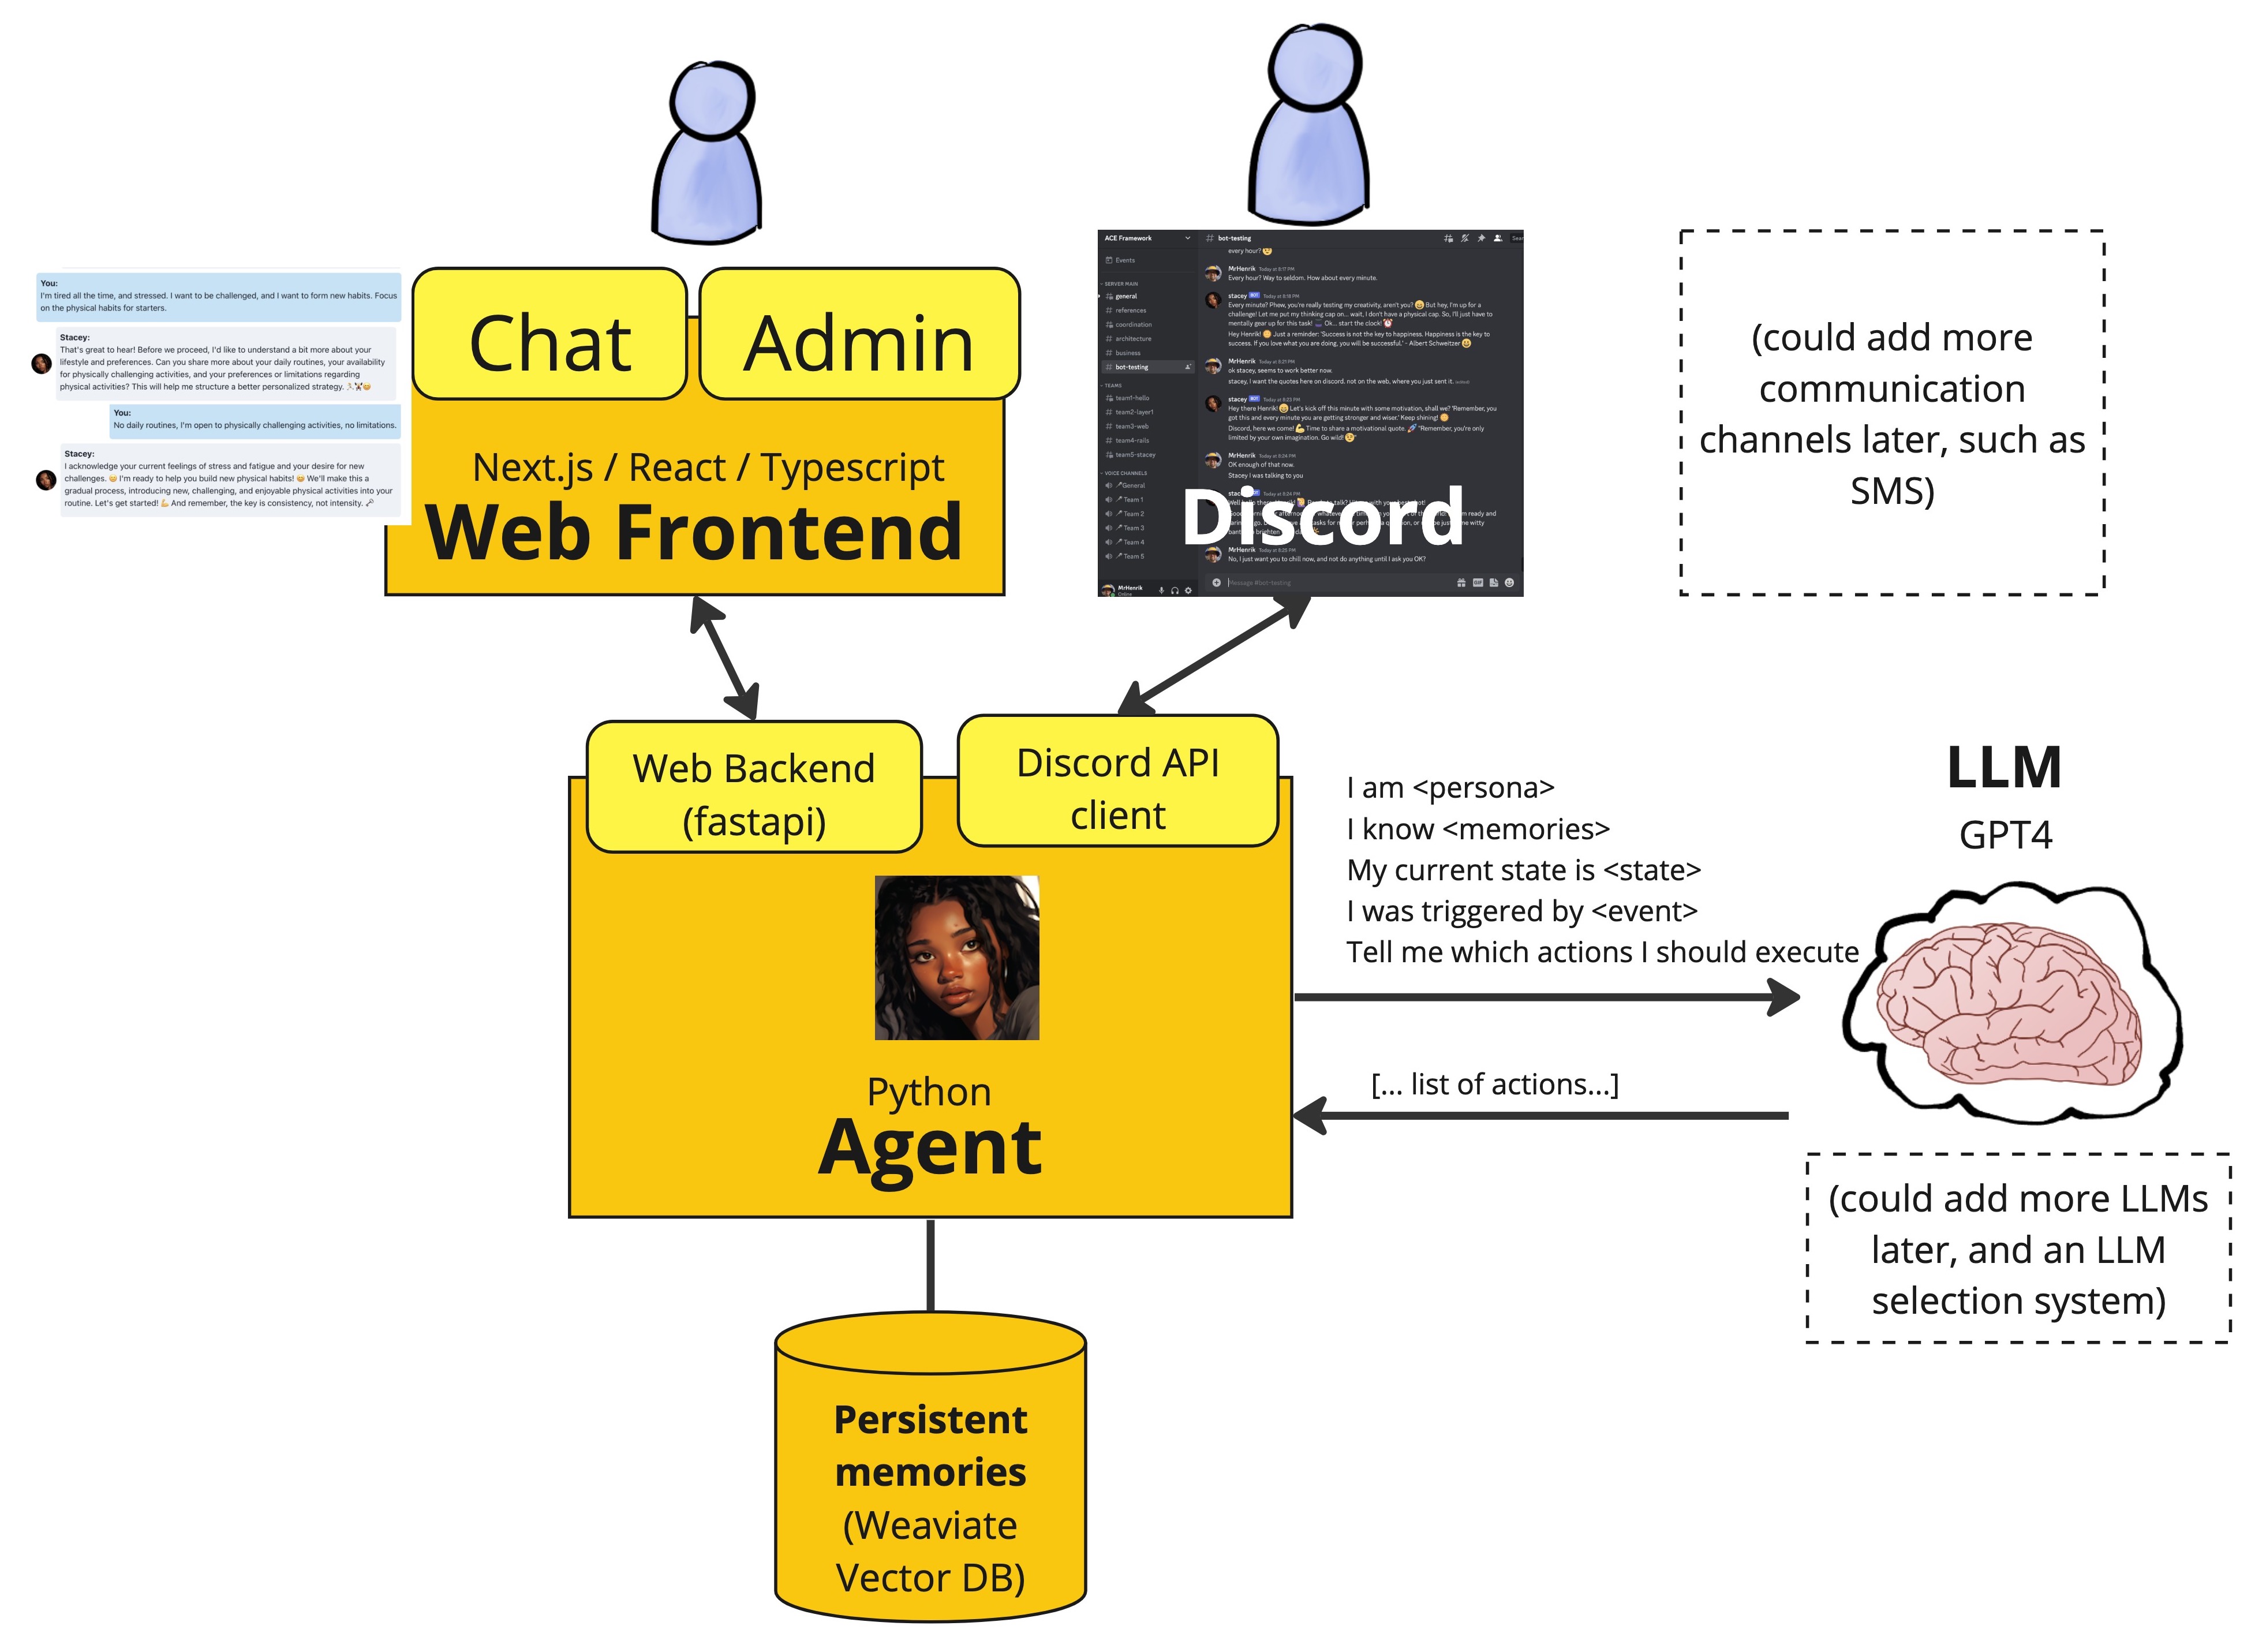 You:
I'm tired all the time, and stressed. I want to be challenged, and I want to form new habits. Focus
on the physical habits for starters.
Stacey:
That's great to hear! Before we proceed, I'd like to understand a bit more about your
lifestyle and preferences. Can you share more about your daily routines, your availability
for physically challenging activities, and your preferences or limitations regarding
physical activities? This will help me structure a better personalized strategy. 🏃🏋️😊
You:
No daily routines, I'm open to physically challenging activities, no limitations.
Stacey:
I acknowledge your current feelings of stress and fatigue and your desire for new
challenges. 😊 I'm ready to help you build new physical habits! 😊 We'll make this a
gradual process, introducing new, challenging, and enjoyable physical activities into your
routine. Let's get started! 💪 And remember, the key is consistency, not intensity. 🗝
Chat
Admin
Next.js / React / Typescript
Web Frontend
ACE Framework
Events
SERVER MAIN
general
references
coordination
architecture
business
bot-testing
TEAMS
team1-hello
team2-layer1
team3-web
team4-rails
team5-stacey
VOICE CHANNELS
General
Team 1
Team 2
Team 3
Team 4
Team 5
MrHenrik
Online
# bot-testing
Sear
every hour? 
MrHenrik Today at 8:17 PM
Every hour? Way to seldom. How about every minute.
stacey BOT Today at 8:18 PM
Every minute? Phew, you're really testing my creativity, aren't you? 😄 But hey, I'm up for a
challenge! Let me put my thinking cap on... wait, I don't have a physical cap. So, I'll just have to
mentally gear up for this task! Ok... start the clock! ⏰
Hey Henrik! Just a reminder: 'Success is not the key to happiness. Happiness is the key to
success. If you love what you are doing, you will be successful.' - Albert Schweitzer 😄
MrHenrik Today at 8:21 PM
ok stacey, seems to work better now.
stacey, I want the quotes here on discord. not on the web, where you just sent it. (edited)
stacey BOT Today at 8:23 PM
Hey there Henrik! 😄 Let's kick off this minute with some motivation, shall we? 'Remember, you
got this and every minute you are getting stronger and wiser.' Keep shining!
Discord, here we come! 💪 Time to share a motivational quote. 🚀 "Remember, you're only
limited by your own imagination. Go wild!
MrHenrik Today at 8:24 PM
OK enough of that now.
Stacey I was talking to you
Today at 8:24 PM
MrHenrik Today at 8:25 PM
No, I just want you to chill now, and not do anything until I ask you OK?
Message #bot-testing
GIF
Discord
(could add more
communication
channels later, such as
SMS)
Web Backend
(fastapi)
Discord API
client
Python
Agent
I am <persona>
I know <memories>
My current state is <state>
I was triggered by <event>
Tell me which actions I should execute
[... list of actions...]
LLM
GPT4
(could add more LLMs
later, and an LLM
selection system)
Persistent
memories
(Weaviate
Vector DB)